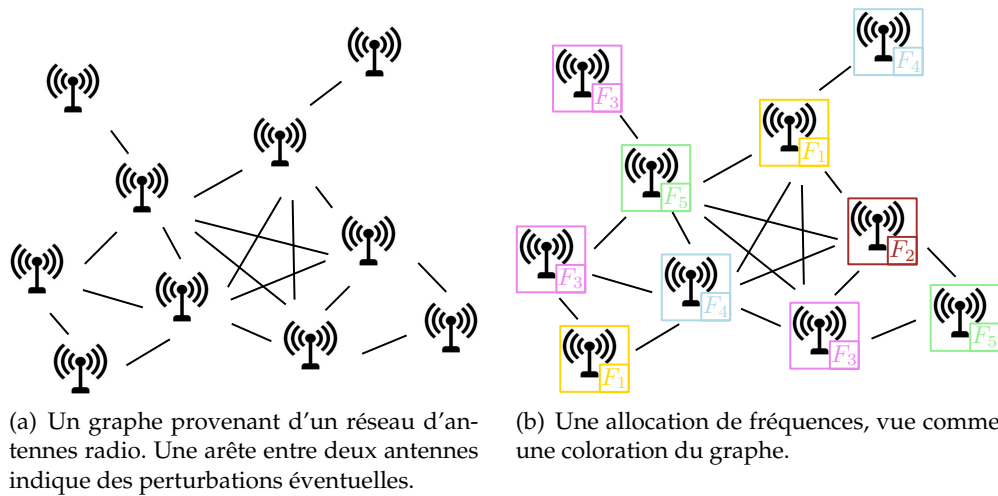 F4
F3
F1
F5
F2
F3
F4
F3
F5
F1
(a) Un graphe provenant d'un réseau d'an-
tennes radio. Une arête entre deux antennes
indique des perturbations éventuelles.
(b) Une allocation de fréquences, vue comme
une coloration du graphe.